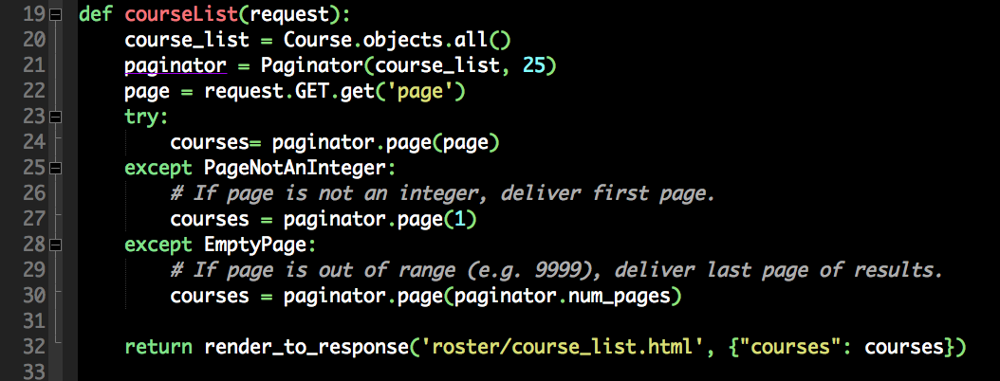 19 def courseList(request):
20 course_list = Course.objects.all()
21 paginator = Paginator(course_list, 25)
22 page = request.GET.get('page')
23 try:
24 courses= paginator.page(page)
25 except PageNotAnInteger:
26 # If page is not an integer, deliver first page.
27 courses = paginator.page(1)
28 except EmptyPage:
29 # If page is out of range (e.g. 9999), deliver last page of results.
30 courses = paginator.page(paginator.num_pages)
31
32 return render_to_response('roster/course_list.html', {"courses": courses})
33